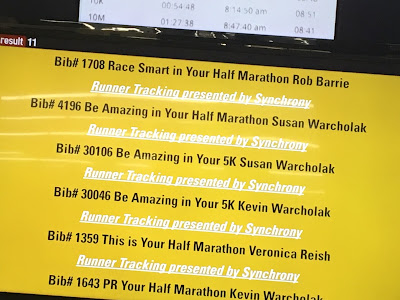 10K 00:54:48 8:14:50 am 08:51
10M 01:27:38 8:47:40 am 08:41
result 11
Bib# 1708 Race Smart in Your Half Marathon Rob Barrie
Runner Tracking presented by Synchrony
Bib# 4196 Be Amazing in Your Half Marathon Susan Warcholak
Runner Tracking presented by Synchrony
Bib# 30106 Be Amazing in Your 5K Susan Warcholak
Runner Tracking presented by Synchrony
Bib# 30046 Be Amazing in Your 5K Kevin Warcholak
Runner Tracking presented by Synchrony
Bib# 1359 This is Your Half Marathon Veronica Reish
Runner Tracking presented by Synchrony
Bib# 1643 PR Your Half Marathon Kevin Warcholak